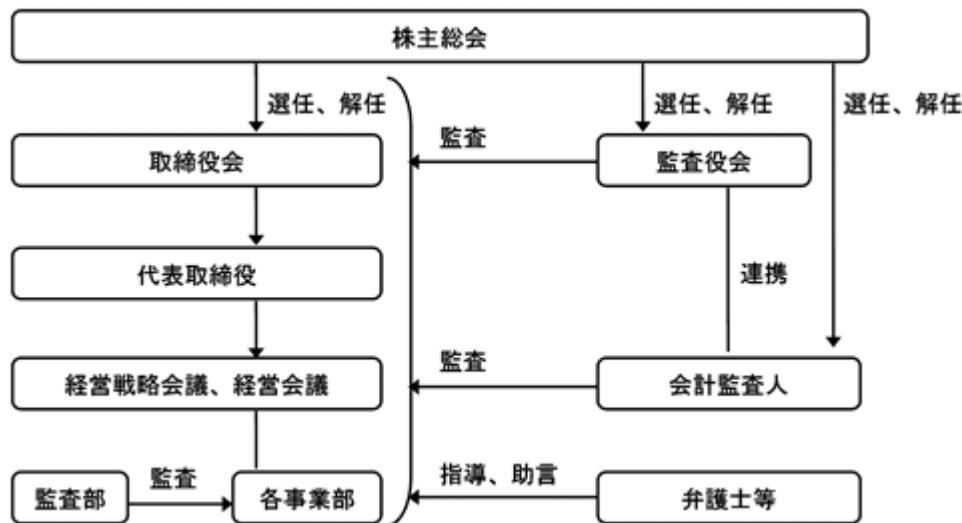 株主総会
選任、解任
選任、解任
選任、解任
取締役会
監査
監査役会
代表取締役
連携
経営戦略会議、経営会議
監査
会計監査人
監査部
監査
各事業部
指導、助言
弁護士等